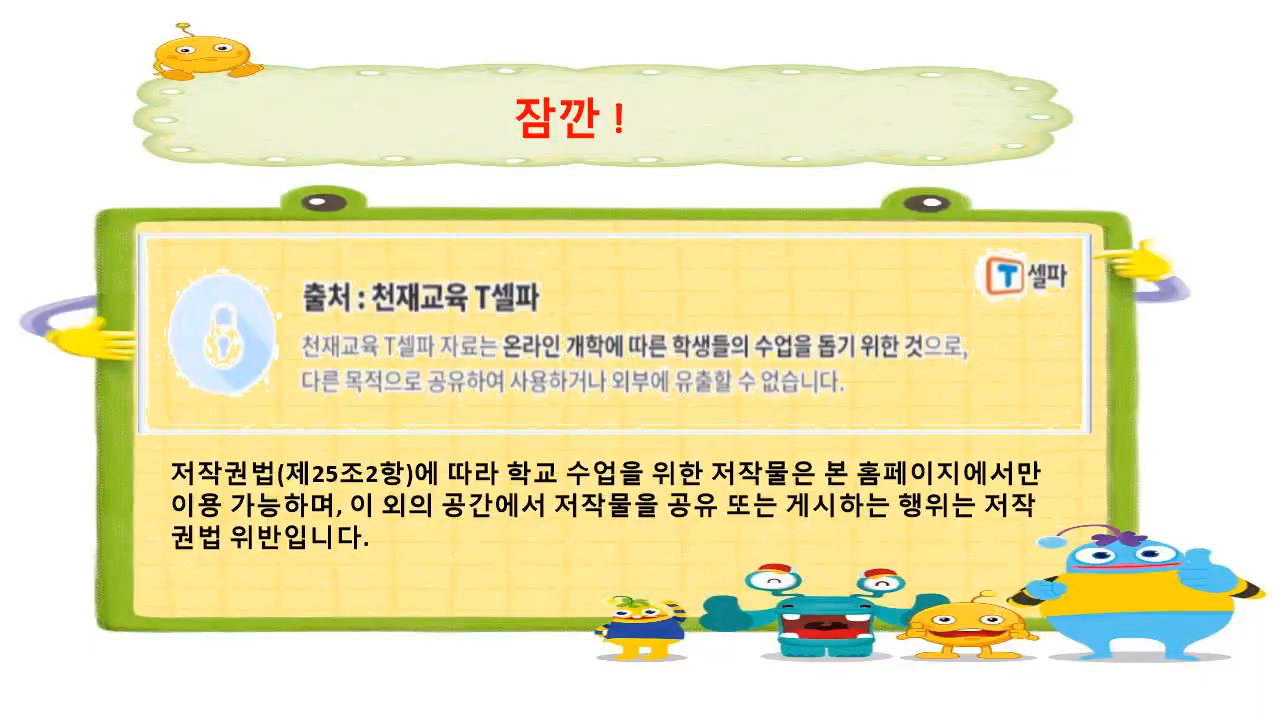 잠깐 !
T 셀파
출처 : 천재교육 T셀파
천재교육 T셀파 자료는 온라인 개학에 따른 학생들의 수업을 돕기 위한 것으로,
다른 목적으로 공유하여 사용하거나 외부에 유출할 수 없습니다.
저작권법(제25조2항)에 따라 학교 수업을 위한 저작물은 본 홈페이지에서만
이용 가능하며, 이 외의 공간에서 저작물을 공유 또는 게시하는 행위는 저작
권법 위반입니다.